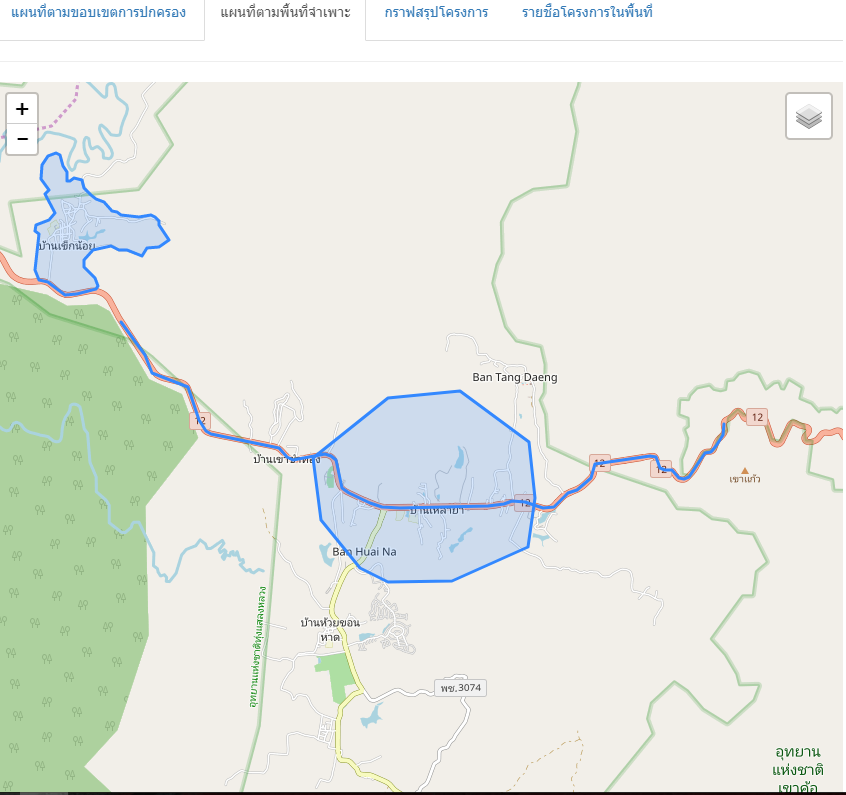 แผนที่ตามขอบเขตการปกครอง
แผนที่ตามพื้นที่จำเพาะ
กราฟสรุปโครงการ
รายชื่อโครงการในพื้นที่
+
−
บ้านเข็กน้อย
Ban Tang Daeng
12
12
บ้านเขาย่าหลง
12
12
เขาแก้ว
12
บ้านเหล่าย่า
Ban Huai Na
บ้านห้วยขอน
หาด
อุทยานแห่งชาติทุ่งแสลงหลวง
พช.3074
อุทยาน
แห่งชาติ
เขาค้อ